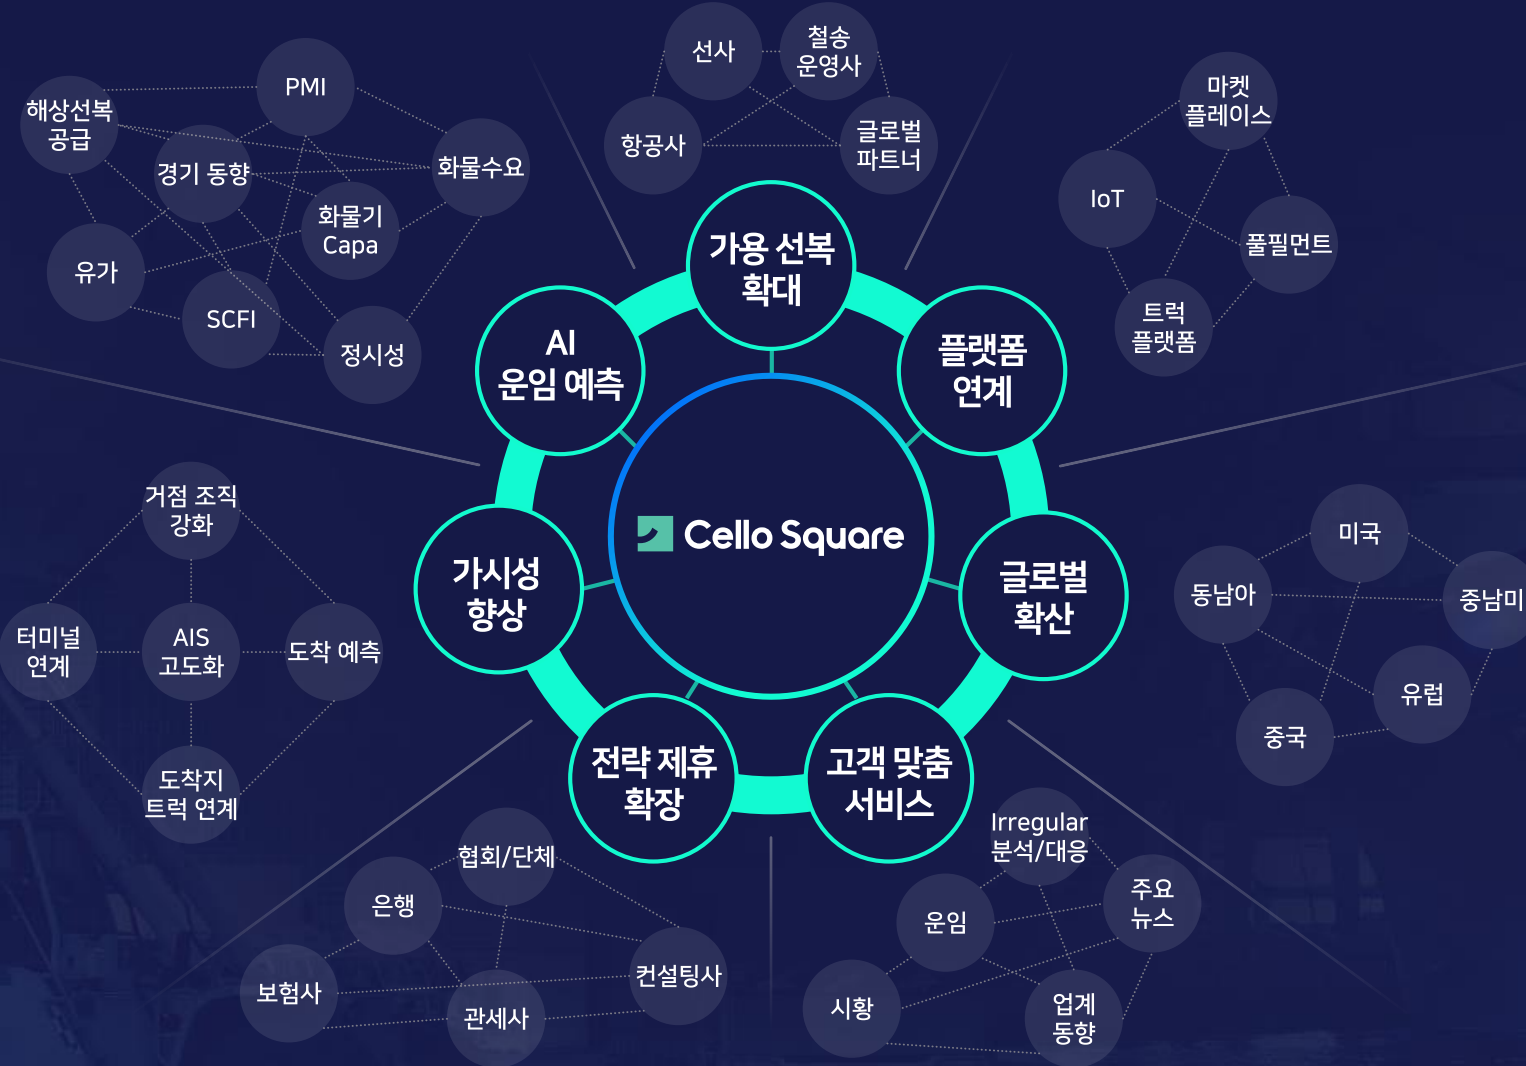 선사
철송
운영사
항공사
글로벌
파트너
PMI
해상선복
공급
경기 동향
화물수요
화물기
Capa
유가
SCFI
정시성
마켓
플레이스
IoT
풀필먼트
트럭
플랫폼
가용 선복
확대
AI
운임 예측
플랫폼
연계
Cello Square
가시성
향상
글로벌
확산
전략 제휴
확장
고객 맞춤
서비스
거점 조직
강화
터미널
연계
AIS
고도화
도착 예측
도착지
트럭 연계
미국
동남아
중남미
유럽
중국
협회/단체
은행
보험사
관세사
컨설팅사
Irregular
분석/대응
주요
뉴스
운임
시황
업계
동향